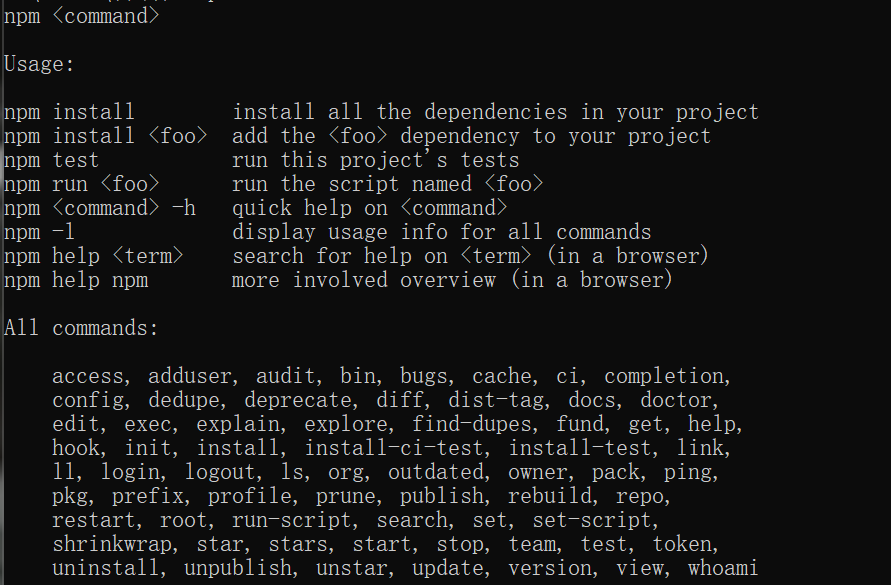 npm <command>
Usage:
npm install        install all the dependencies in your project
npm install <foo>  add the <foo> dependency to your project
npm test           run this project's tests
npm run <foo>      run the script named <foo>
npm <command> -h   quick help on <command>
npm -l             display usage info for all commands
npm help <term>    search for help on <term> (in a browser)
npm help npm       more involved overview (in a browser)
All commands:
access, adduser, audit, bin, bugs, cache, ci, completion,
config, dedupe, deprecate, diff, dist-tag, docs, doctor,
edit, exec, explain, explore, find-dupes, fund, get, help,
hook, init, install, install-ci-test, install-test, link,
ll, login, logout, ls, org, outdated, owner, pack, ping,
pkg, prefix, profile, prune, publish, rebuild, repo,
restart, root, run-script, search, set, set-script,
shrinkwrap, star, stars, start, stop, team, test, token,
uninstall, unpublish, unstar, update, version, view, whoami